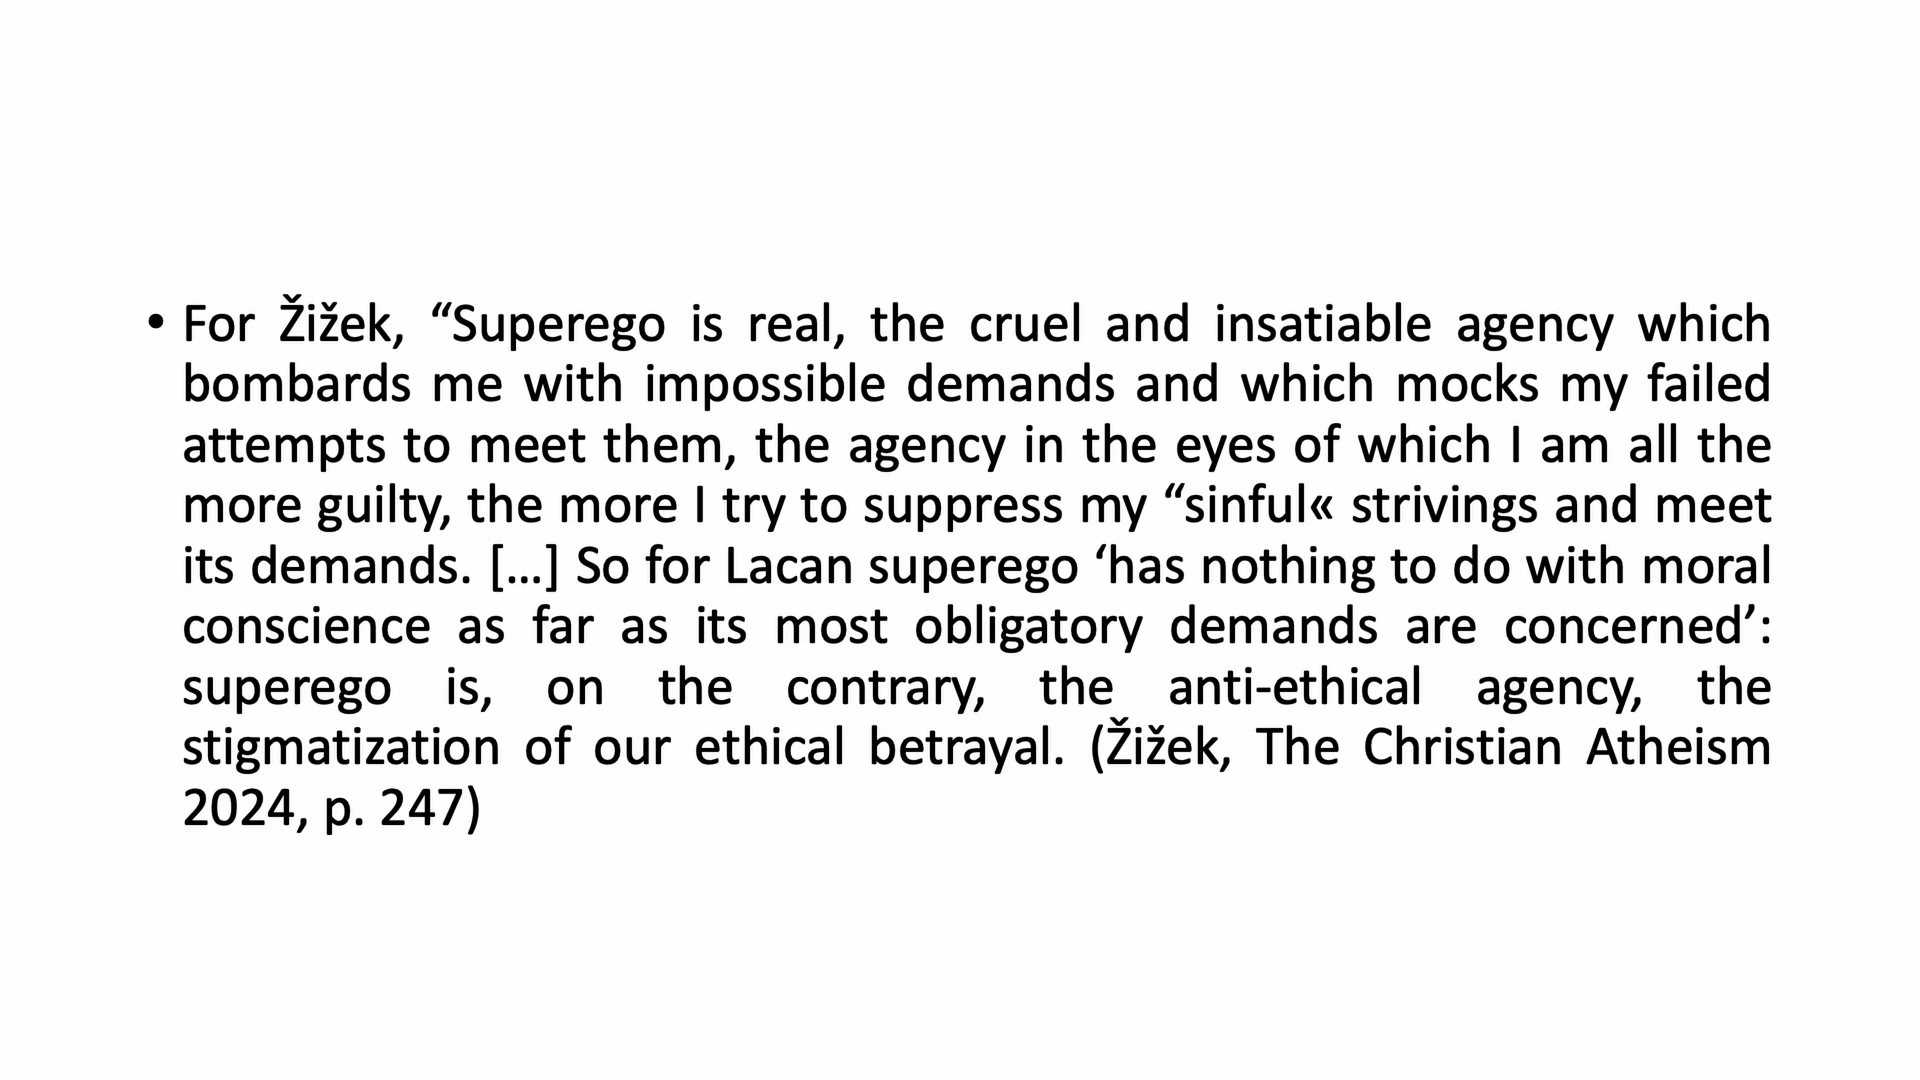 • For Žižek, “Superego is real, the cruel and insatiable agency which
bombards me with impossible demands and which mocks my failed
attempts to meet them, the agency in the eyes of which I am all the
more guilty, the more I try to suppress my “sinful« strivings and meet
its demands. […] So for Lacan superego ‘has nothing to do with moral
conscience as far as its most obligatory demands are concerned’:
superego is, on the contrary, the anti-ethical agency, the
stigmatization of our ethical betrayal. (Žižek, The Christian Atheism
2024, p. 247)